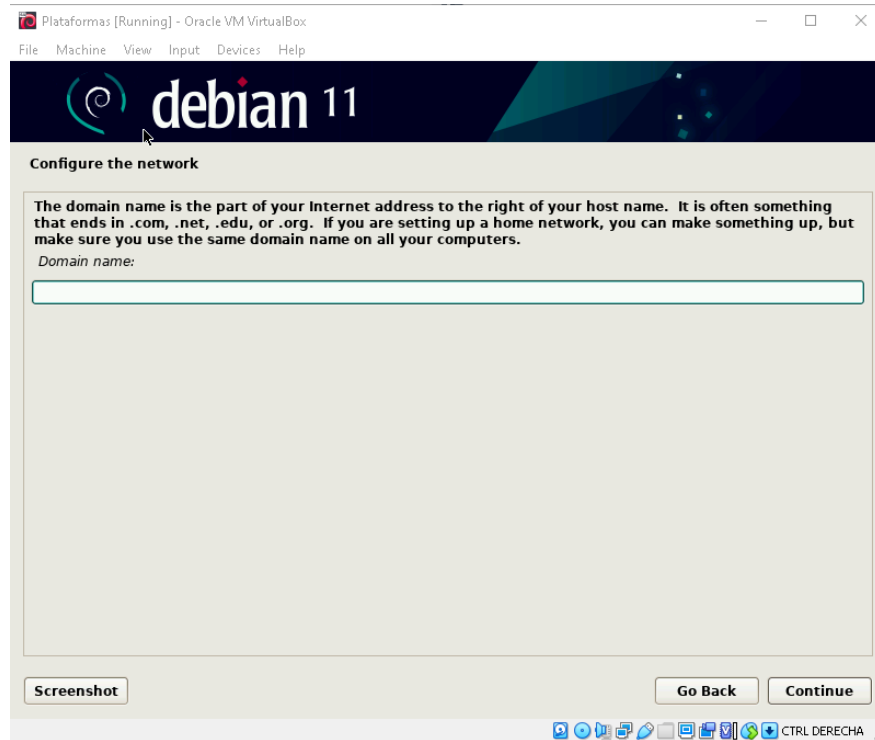 Plataformas [Running] - Oracle VM VirtualBox
File Machine View Input Devices Help
debian 11
Configure the network
The domain name is the part of your Internet address to the right of your host name. It is often something
that ends in .com, .net, .edu, or .org. If you are setting up a home network, you can make something up, but
make sure you use the same domain name on all your computers.
Domain name:
Screenshot
Go Back
Continue
CTRL DERECHA